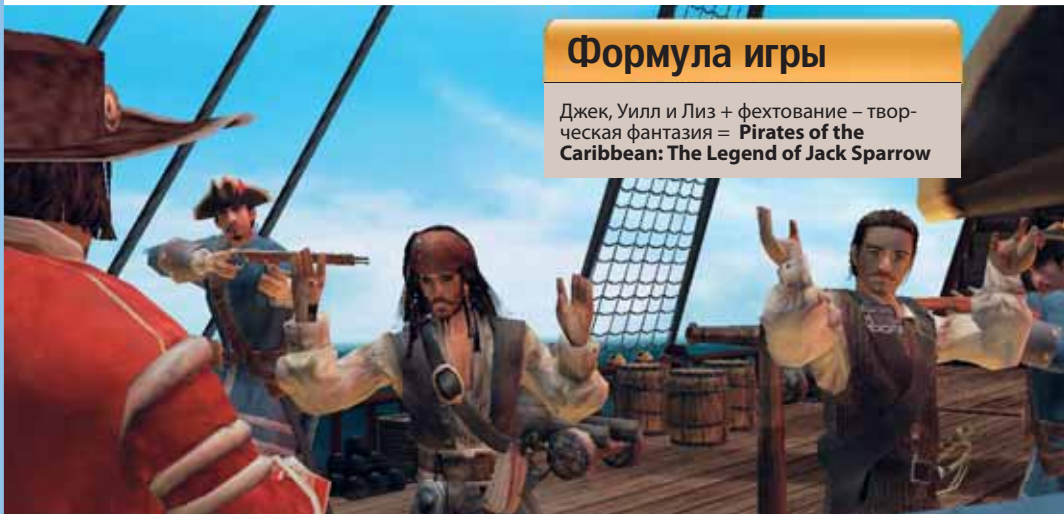 Формула игры
Джек, Уилл и Лиз + фехтование – твор-
ческая фантазия = Pirates of the
Caribbean: The Legend of Jack Sparrow